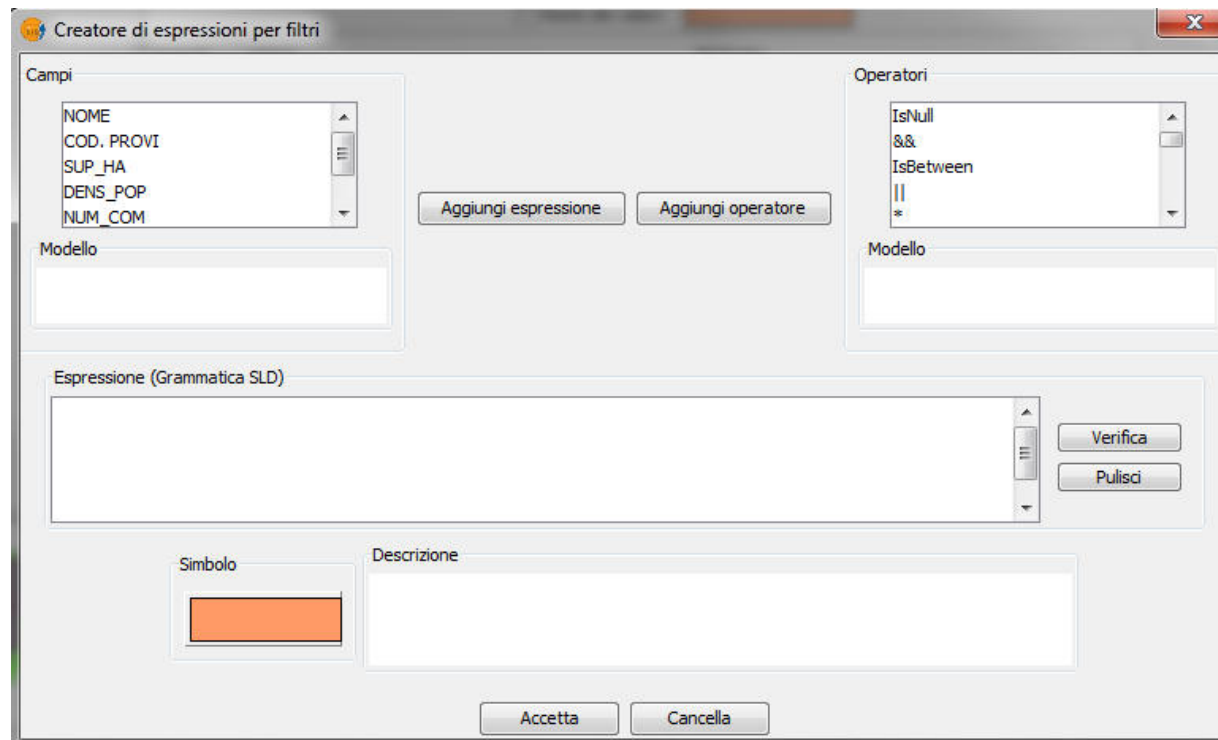 Creatore di espressioni per filtri
Campi
NOME
COD. PROVI
SUP_HA
DENS_POP
NUM_COM
Modello
Aggiungi espressione
Aggiungi operatore
Operatori
IsNull
&&
IsBetween
||
*
Modello
Espressione (Grammatica SLD)
Verifica
Pulisci
Simbolo
Descrizione
Accetta
Cancella